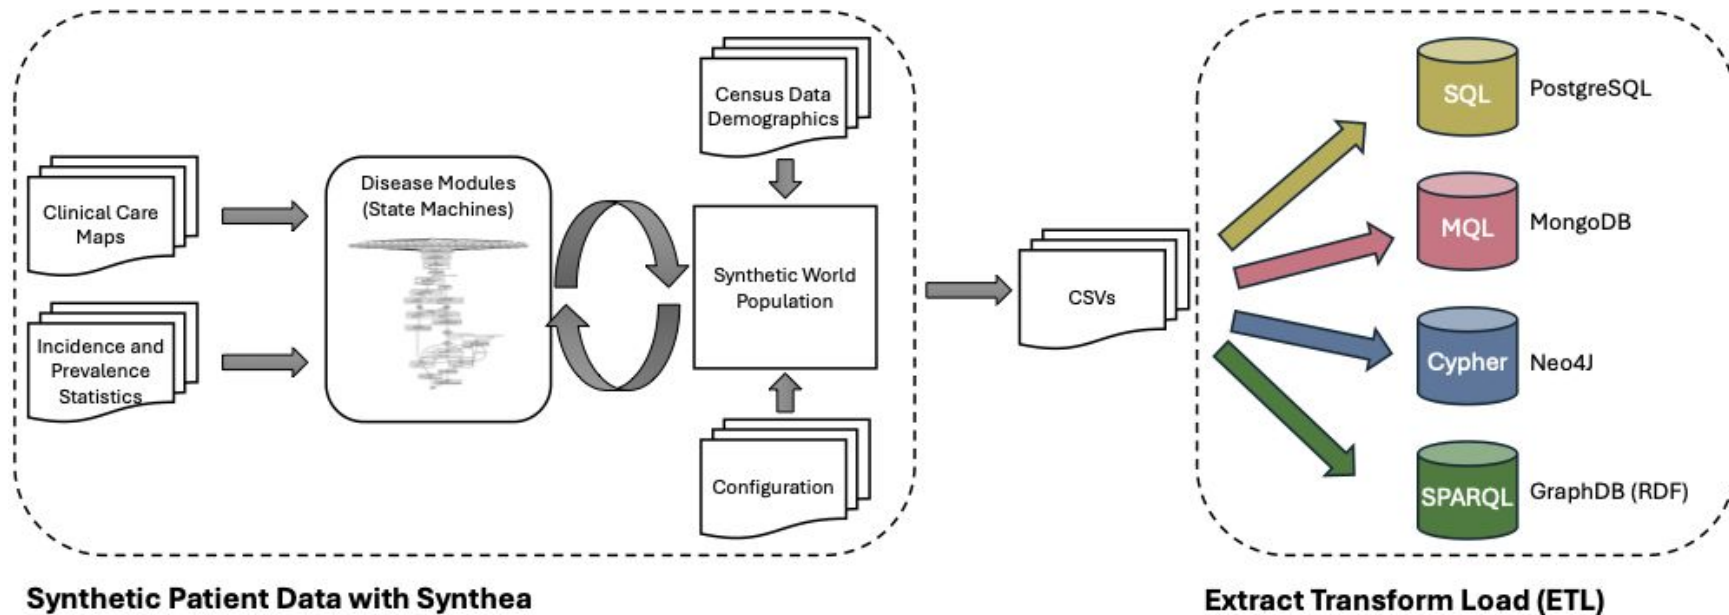 Clinical Care
Maps
Incidence and
Prevalence
Statistics
Disease Modules
(State Machines)
Census Data
Demographics
Synthetic World
Population
Configuration
CSVs
SQL
PostgreSQL
MQL
MongoDB
Cypher
Neo4J
SPARQL
GraphDB (RDF)
Synthetic Patient Data with Synthea
Extract Transform Load (ETL)